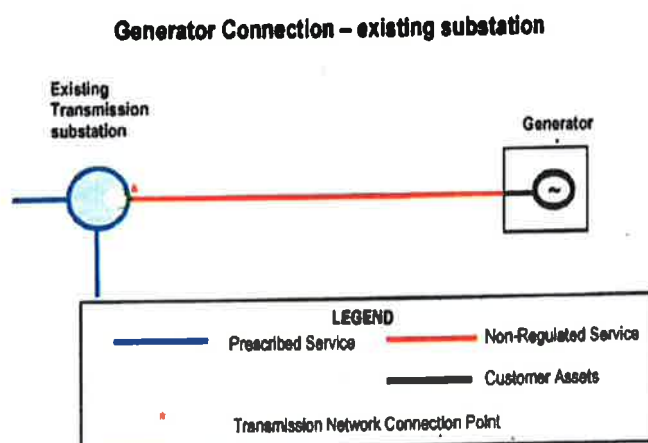 Generator Connection – existing substation
Existing
Transmission
substation
Generator
~
LEGEND
Prescribed Service
Non-Regulated Service
Customer Assets
* Transmission Network Connection Point